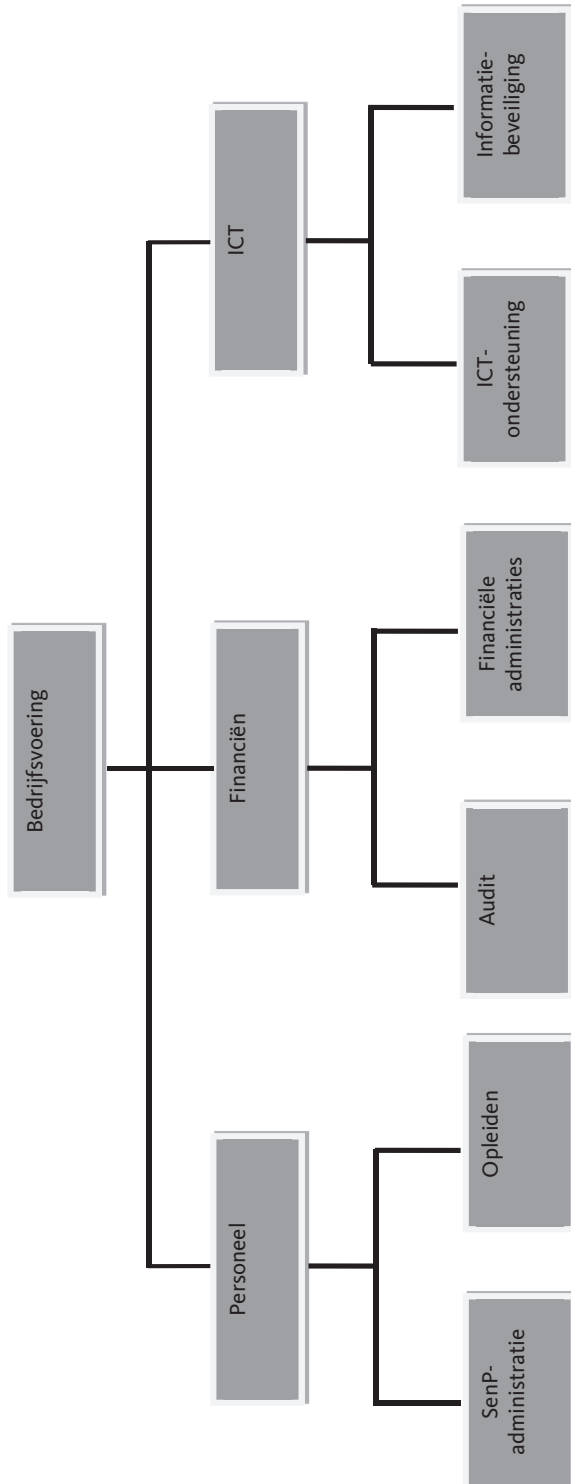 Bedrijfsvoering
Personeel
Financiën
ICT
SenP-
administratie
Opleiden
Audit
Financiële
administraties
ICT-
ondersteuning
Informatie-
beveiliging